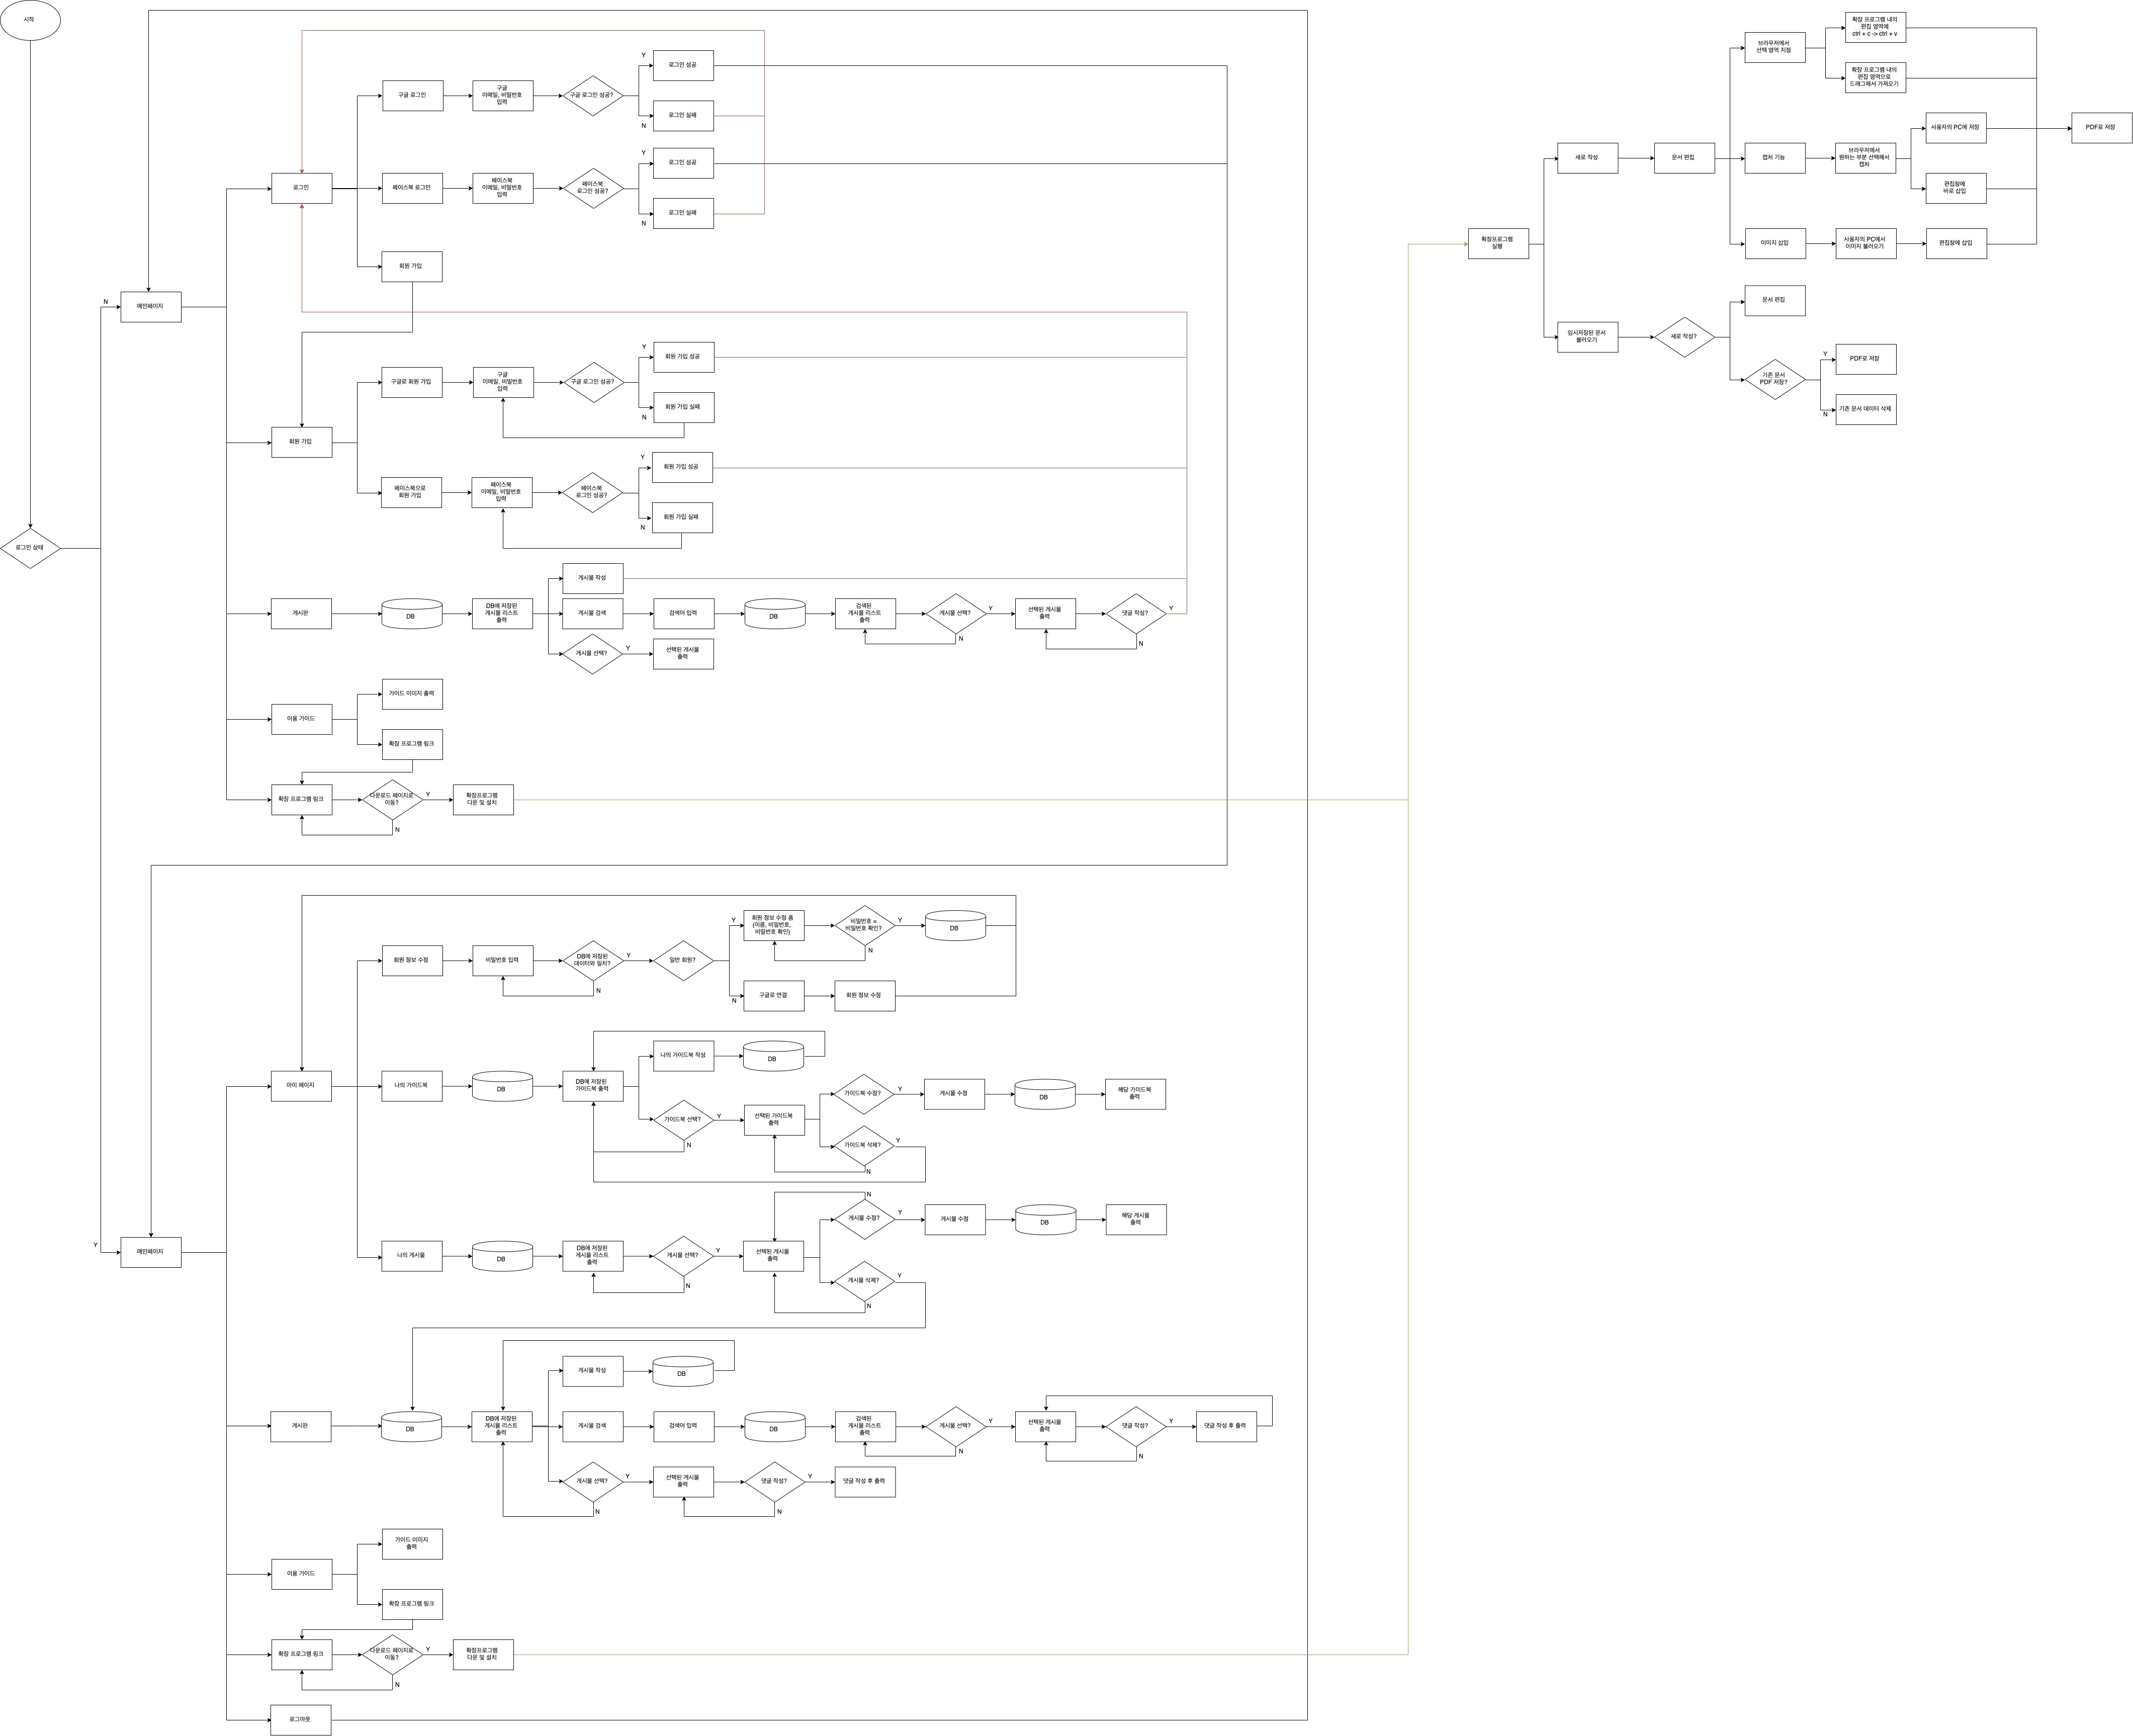 시작
로그인 상태
N
Y
메인페이지
로그인
구글 로그인
구글
이메일, 비밀번호
입력
구글 로그인 성공?
Y
로그인 성공
N
로그인 실패
페이스북 로그인
페이스북
이메일, 비밀번호
입력
페이스북
로그인 성공?
Y
로그인 성공
N
로그인 실패
회원 가입
회원 가입
구글로 회원 가입
구글
이메일, 비밀번호
입력
구글 로그인 성공?
Y
회원 가입 성공
N
회원 가입 실패
페이스북으로
회원 가입
페이스북
이메일, 비밀번호
입력
페이스북
로그인 성공?
Y
회원 가입 성공
N
회원 가입 실패
게시판
DB
DB에 저장된
게시물 리스트
출력
게시물 작성
게시물 검색
검색어 입력
DB
검색된
게시물 리스트
출력
게시물 선택?
Y
N
선택된 게시물
출력
댓글 작성?
Y
N
게시물 선택?
Y
선택된 게시물
출력
이용 가이드
가이드 이미지 출력
확장 프로그램 링크
확장 프로그램 링크
다운로드 페이지로
이동?
Y
N
확장프로그램
다운 및 설치
메인페이지
마이 페이지
회원 정보 수정
비밀번호 입력
DB에 저장된
데이터와 일치?
Y
N
일반 회원?
Y
회원 정보 수정 폼
(이름, 비밀번호,
비밀번호 확인)
비밀번호 =
비밀번호 확인?
Y
N
DB
N
구글로 연결
회원 정보 수정
나의 가이드북
DB
DB에 저장된
가이드북 출력
나의 가이드북 작성
DB
가이드북 선택?
Y
N
선택된 가이드북
출력
가이드북 수정?
Y
게시물 수정
DB
해당 가이드북
출력
가이드북 삭제?
Y
N
나의 게시물
DB
DB에 저장된
게시물 리스트
출력
게시물 선택?
Y
N
선택된 게시물
출력
N
게시물 수정?
Y
게시물 수정
DB
해당 게시물
출력
게시물 삭제?
Y
N
게시판
DB
DB에 저장된
게시물 리스트
출력
게시물 작성
DB
게시물 검색
검색어 입력
DB
검색된
게시물 리스트
출력
게시물 선택?
Y
N
선택된 게시물
출력
댓글 작성?
Y
N
댓글 작성 후 출력
게시물 선택?
Y
N
선택된 게시물
출력
댓글 작성?
Y
N
댓글 작성 후 출력
이용 가이드
가이드 이미지
출력
확장 프로그램 링크
확장 프로그램 링크
다운로드 페이지로
이동?
Y
N
확장프로그램
다운 및 설치
로그아웃
확장프로그램
실행
새로 작성
문서 편집
브라우저에서
선택 영역 지정
확장 프로그램 내의
편집 영역에
ctrl + c -> ctrl + v
확장 프로그램 내의
편집 영역으로
드래그해서 가져오기
캡처 기능
브라우저에서
원하는 부분 선택해서
캡처
사용자의 PC에 저장
편집창에
바로 삽입
이미지 삽입
사용자의 PC에서
이미지 불러오기
편집창에 삽입
PDF로 저장
임시저장된 문서
불러오기
새로 작성?
문서 편집
기존 문서
PDF 저장?
Y
PDF로 저장
N
기존 문서 데이터 삭제